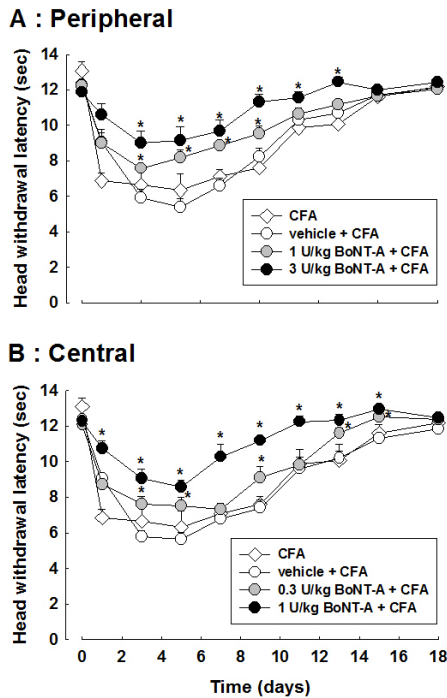 A : Peripheral
Head withdrawal latency (sec)
14
12
10
8
6
4
2
0
* * * * * * *
* * * *
CFA
vehicle + CFA
1 U/kg BoNT-A + CFA
3 U/kg BoNT-A + CFA
B : Central
Head withdrawal latency (sec)
14
12
10
8
6
4
2
0
* * * * * * * *
* * * * *
CFA
vehicle + CFA
0.3 U/kg BoNT-A + CFA
1 U/kg BoNT-A + CFA
0 2 4 6 8 10 12 14 16 18
Time (days)